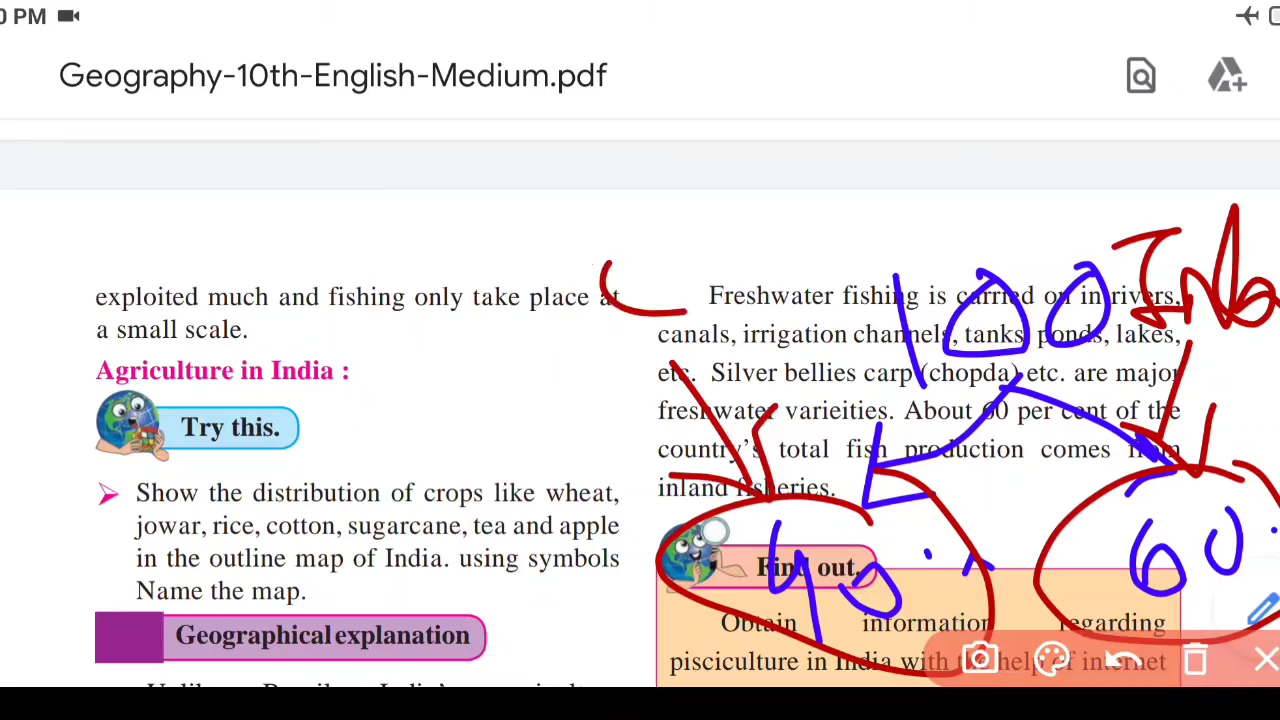 0 PM
Geography-10th-English-Medium.pdf
exploited much and fishing only take place at
a small scale.
Agriculture in India :
Try this.
Show the distribution of crops like wheat,
jowar, rice, cotton, sugarcane, tea and apple
in the outline map of India. using symbols
Name the map.
Geographical explanation
Freshwater fishing is carried on in rivers,
canals, irrigation channels, tanks, ponds, lakes,
etc. Silver bellies carp (chopda) etc. are major
freshwater varieities. About 60 per cent of the
country's total fish production comes from
inland fisheries.
Find out.
Obtain information regarding
pisciculture in India with the help of internet
100
40
60